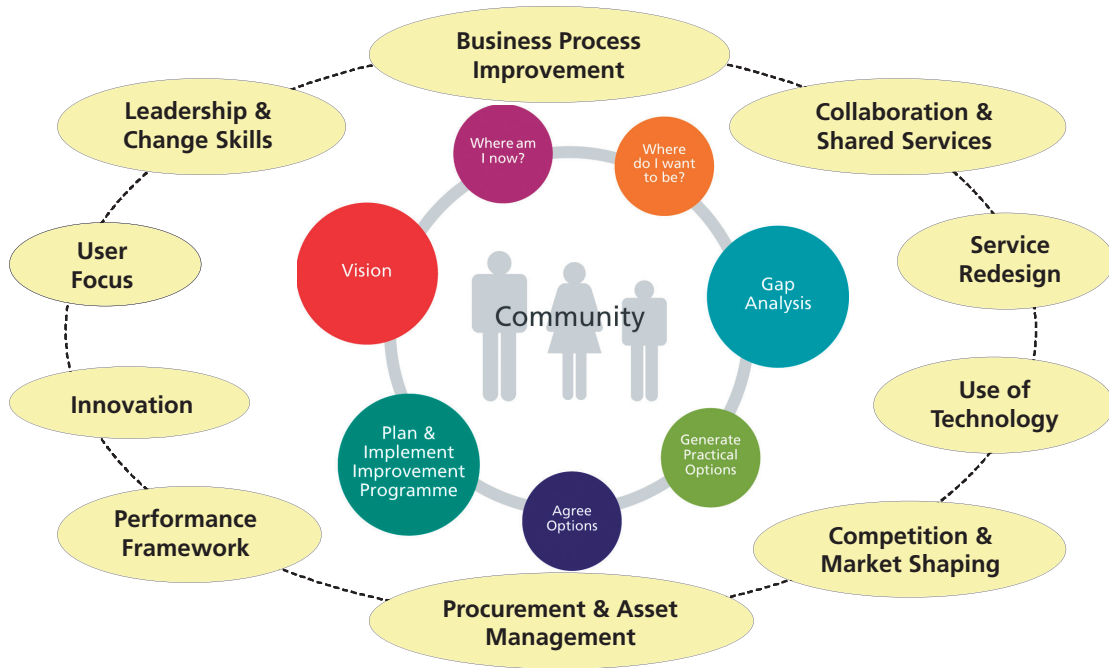 Business Process
Improvement
Leadership &
Change Skills
Collaboration &
Shared Services
Where am
I now?
Where
do I want
to be?
User
Focus
Vision
Service
Redesign
Gap
Analysis
Community
Innovation
Use of
Technology
Plan &
Implement
Improvement
Programme
Generate
Practical
Options
Agree
Options
Performance
Framework
Competition &
Market Shaping
Procurement & Asset
Management